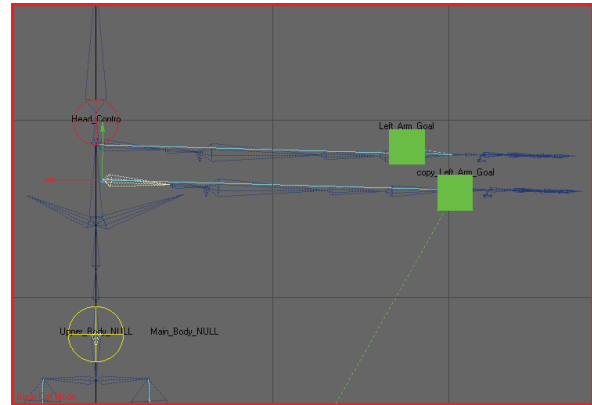 Head_Contro
Left_Arm_Goal
copy_Left_Arm_Goal
Upper_Body_NULL
Main_Body_NULL